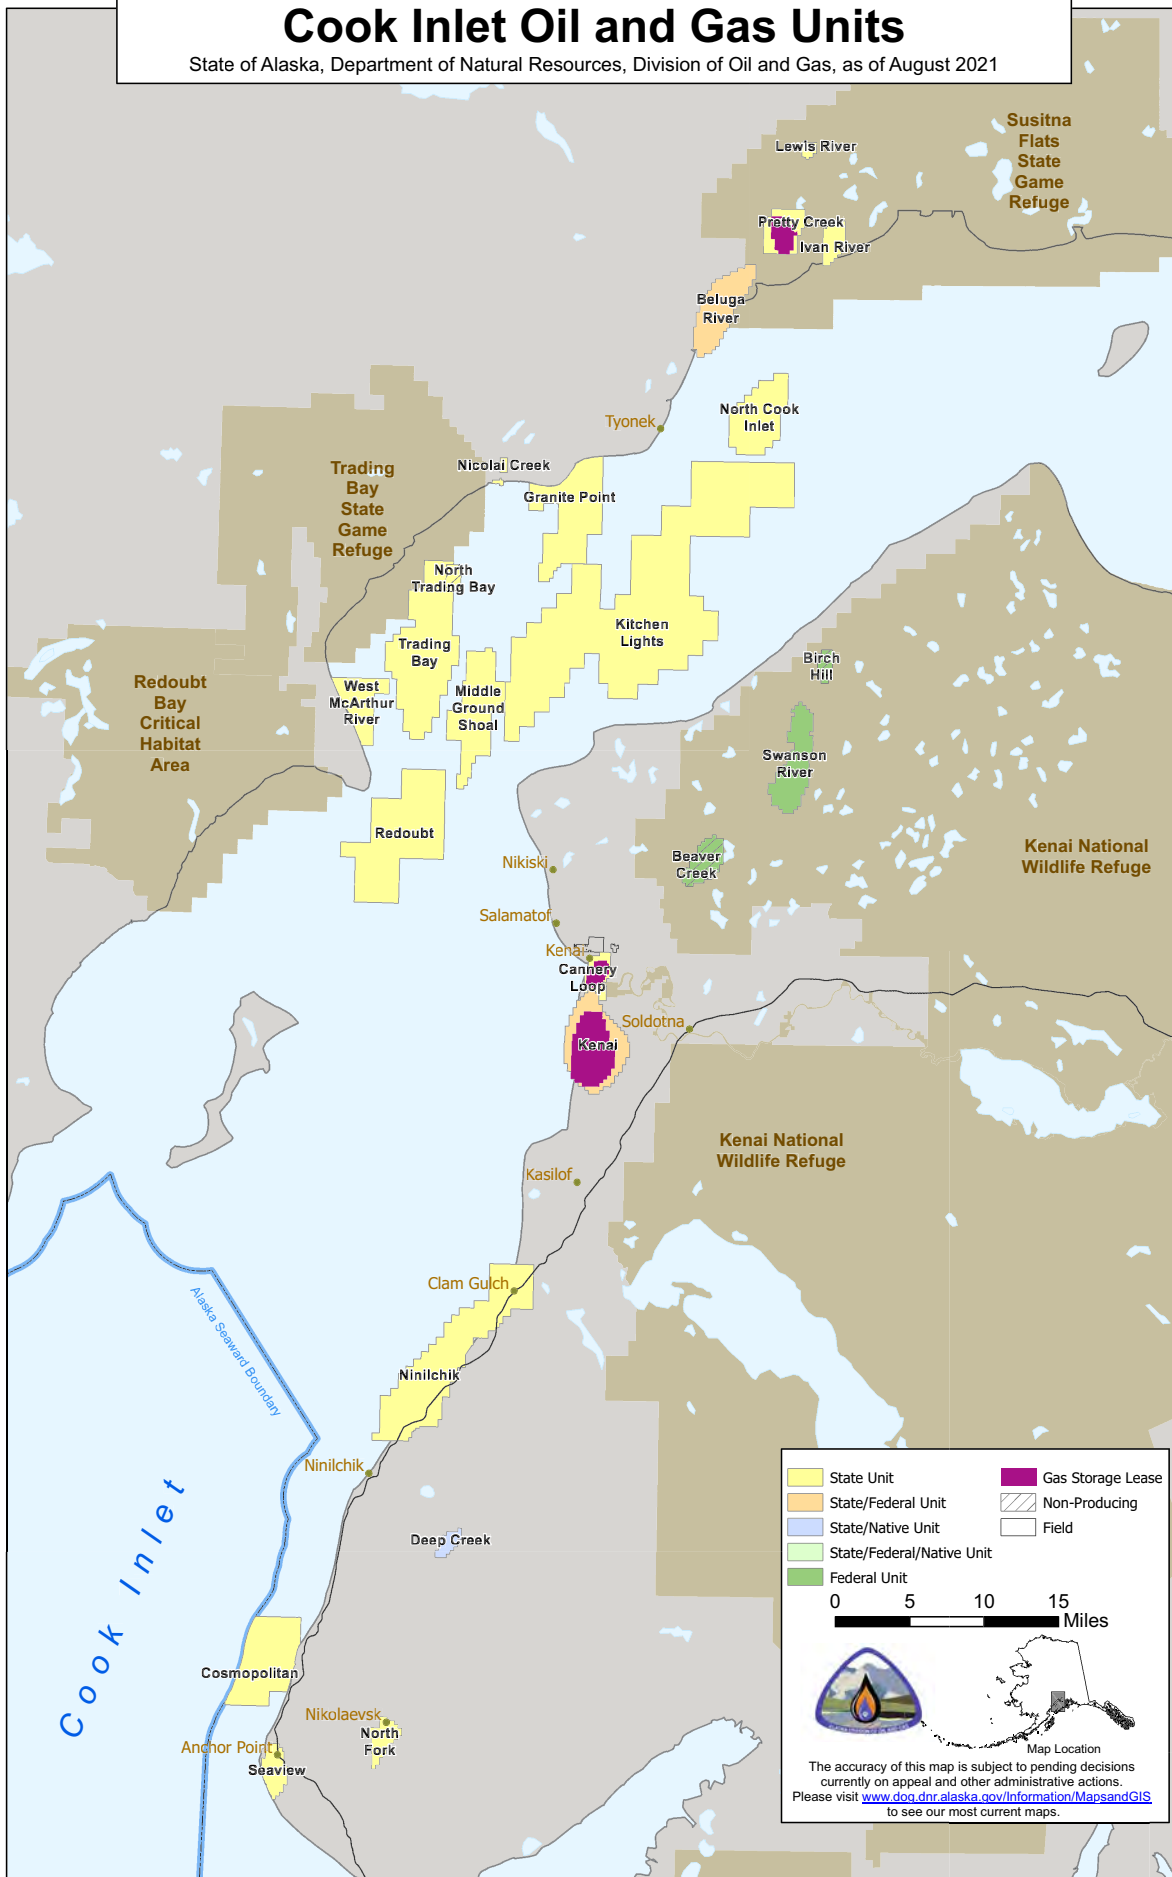 Cook Inlet Oil and Gas Units
State of Alaska, Department of Natural Resources, Division of Oil and Gas, as of August 2021
Susitna
Flats
State
Game
Refuge
Lewis River
Pretty Creek
Ivan River
Beluga
River
Tyonek
North Cook
Inlet
Trading
Bay
State
Game
Refuge
Nicolai Creek
Granite Point
North
Trading Bay
Kitchen
Lights
Trading
Bay
Birch
Hill
Redoubt
Bay
Critical
Habitat
Area
West
McArthur
River
Middle
Ground
Shoal
Swanson
River
Redoubt
Nikiski
Beaver
Creek
Kenai National
Wildlife Refuge
Salamatof
Kenai
Cannery
Loop
Soldotna
Kenai
Kenai National
Wildlife Refuge
Kasilof
Clam Gulch
Alaska Seaward Boundary
Ninilchik
Ninilchik
Cook Inlet
Deep Creek
Cosmopolitan
Nikolaevsk
North
Fork
Anchor Point
Seaview
State Unit
State/Federal Unit
State/Native Unit
State/Federal/Native Unit
Federal Unit
Gas Storage Lease
Non-Producing
Field
0 5 10 15
Miles
Map Location
The accuracy of this map is subject to pending decisions
currently on appeal and other administrative actions.
Please visit www.dog.dnr.alaska.gov/Information/MapsandGIS
to see our most current maps.